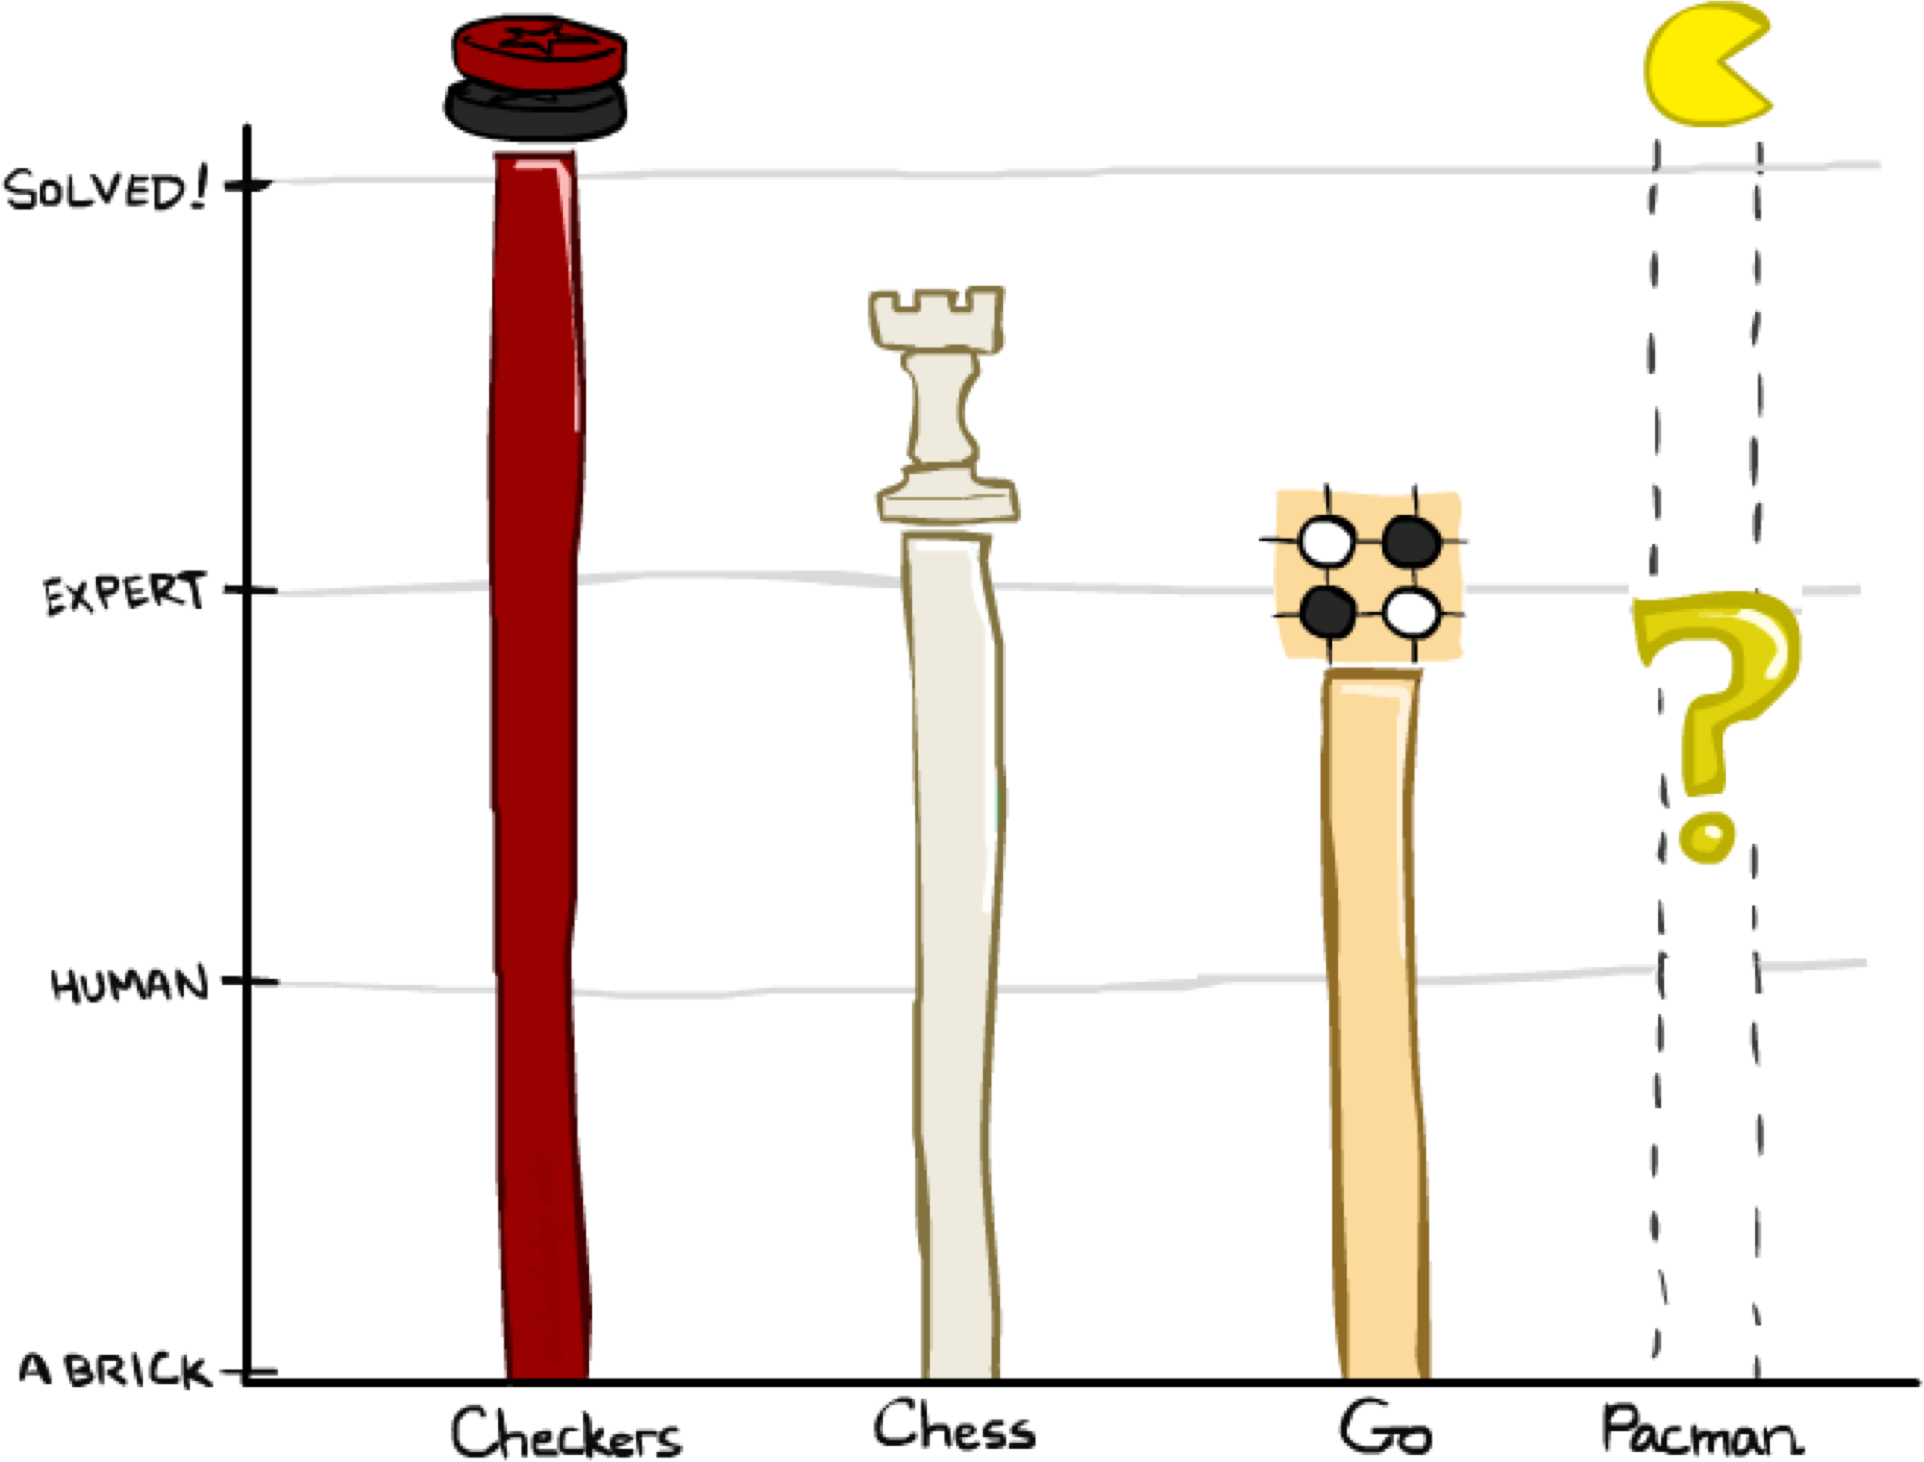 SOLVED!
EXPERT
HUMAN
A BRICK
Checkers
Chess
Go
Pacman
?